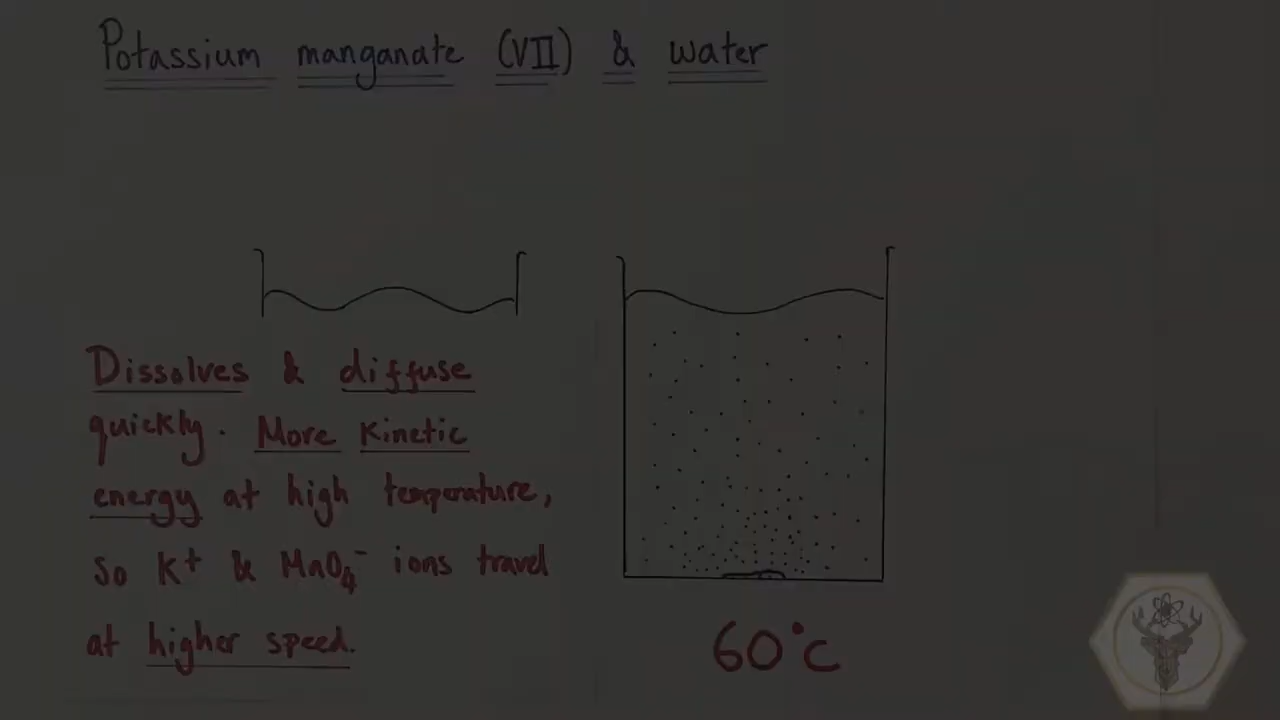 Potassium manganate (VII) & water
Dissolves & diffuse
quickly. More kinetic
energy at high temperature,
so K⁺ & MnO₄⁻ ions travel
at higher speed.
60°C